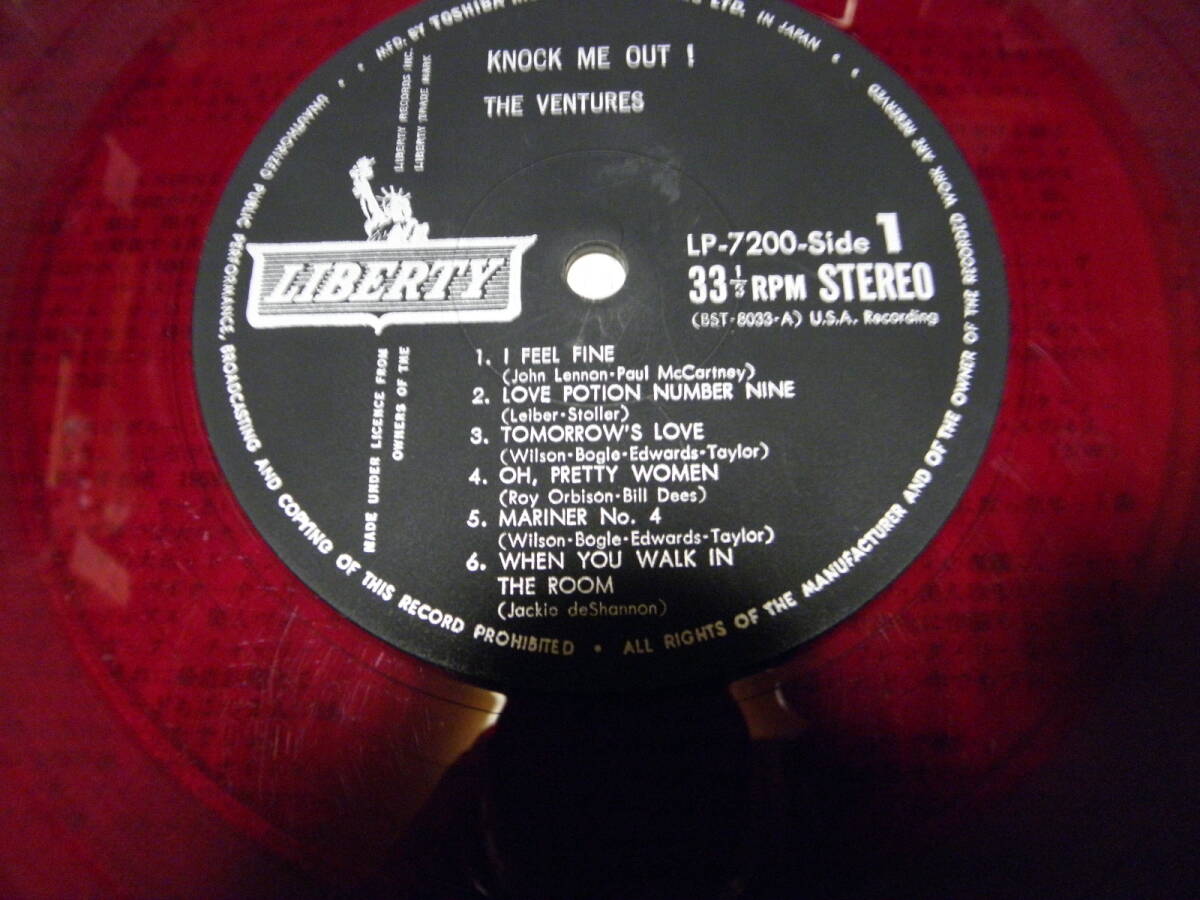 MFD. BY TOSHIBA LTD. IN JAPAN
KNOCK ME OUT !
THE VENTURES
LIBERTY RECORDS INC.
LIBERTY TRADE MARK
LIBERTY
MADE UNDER LICENCE FROM
OWNERS OF THE
LP-7200-Side 1
33 1/3 RPM STEREO
(BST-8033-A) U.S.A. Recording
1. I FEEL FINE
(John Lennon-Paul McCartney)
2. LOVE POTION NUMBER NINE
(Leiber-Stoller)
3. TOMORROW'S LOVE
(Wilson-Bogle-Edwards-Taylor)
4. OH, PRETTY WOMEN
(Roy Orbison-Bill Dees)
5. MARINER No. 4
(Wilson-Bogle-Edwards-Taylor)
6. WHEN YOU WALK IN
THE ROOM
(Jackie deShannon)
UNAUTHORIZED PUBLIC PERFORMANCE, BROADCASTING AND COPYING OF THIS RECORD PROHIBITED • ALL RIGHTS OF THE MANUFACTURER AND OF THE OWNER OF THE RECORDED WORK ARE RESERVED